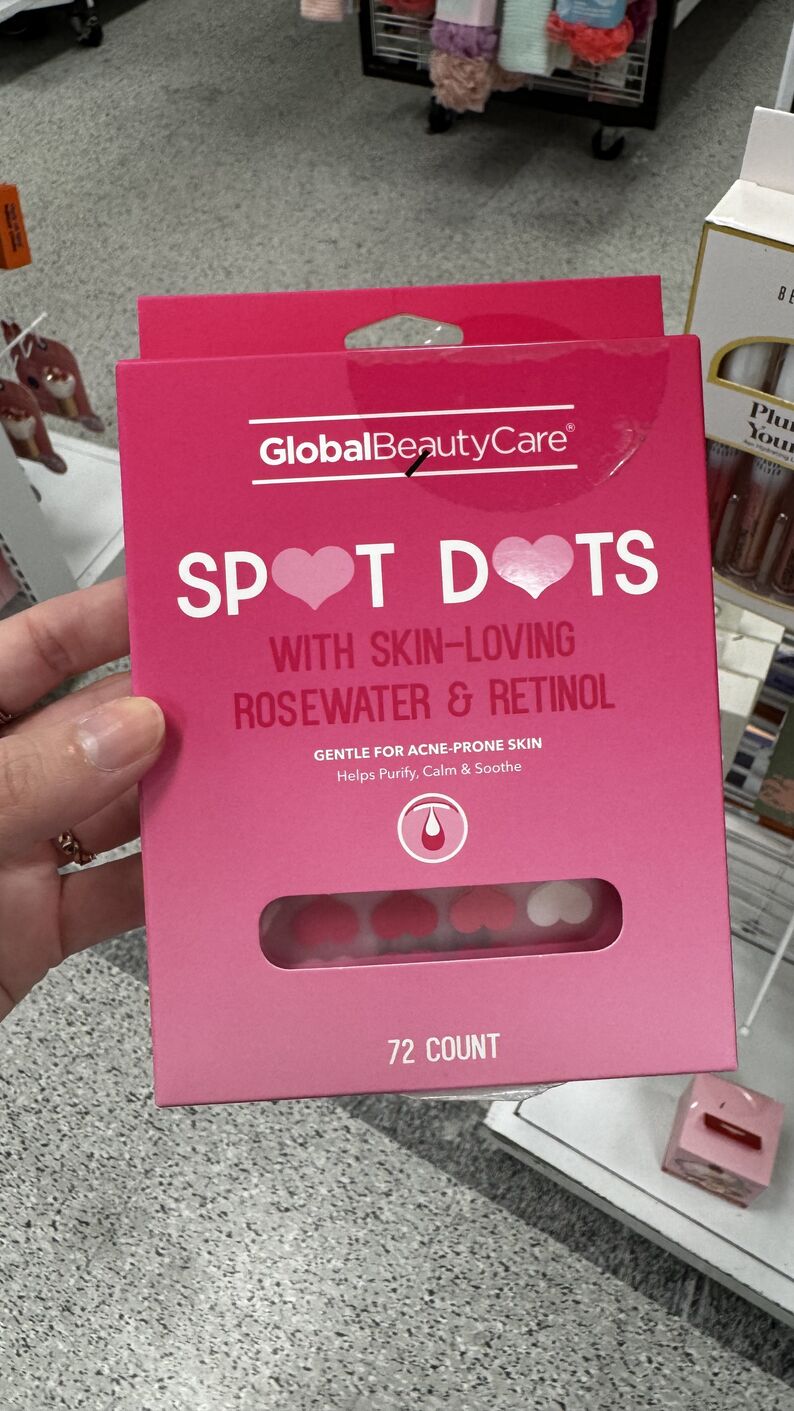 GlobalBeautyCare®
SPOT DOTS
WITH SKIN-LOVING
ROSEWATER & RETINOL
GENTLE FOR ACNE-PRONE SKIN
Helps Purify, Calm & Soothe
72 COUNT